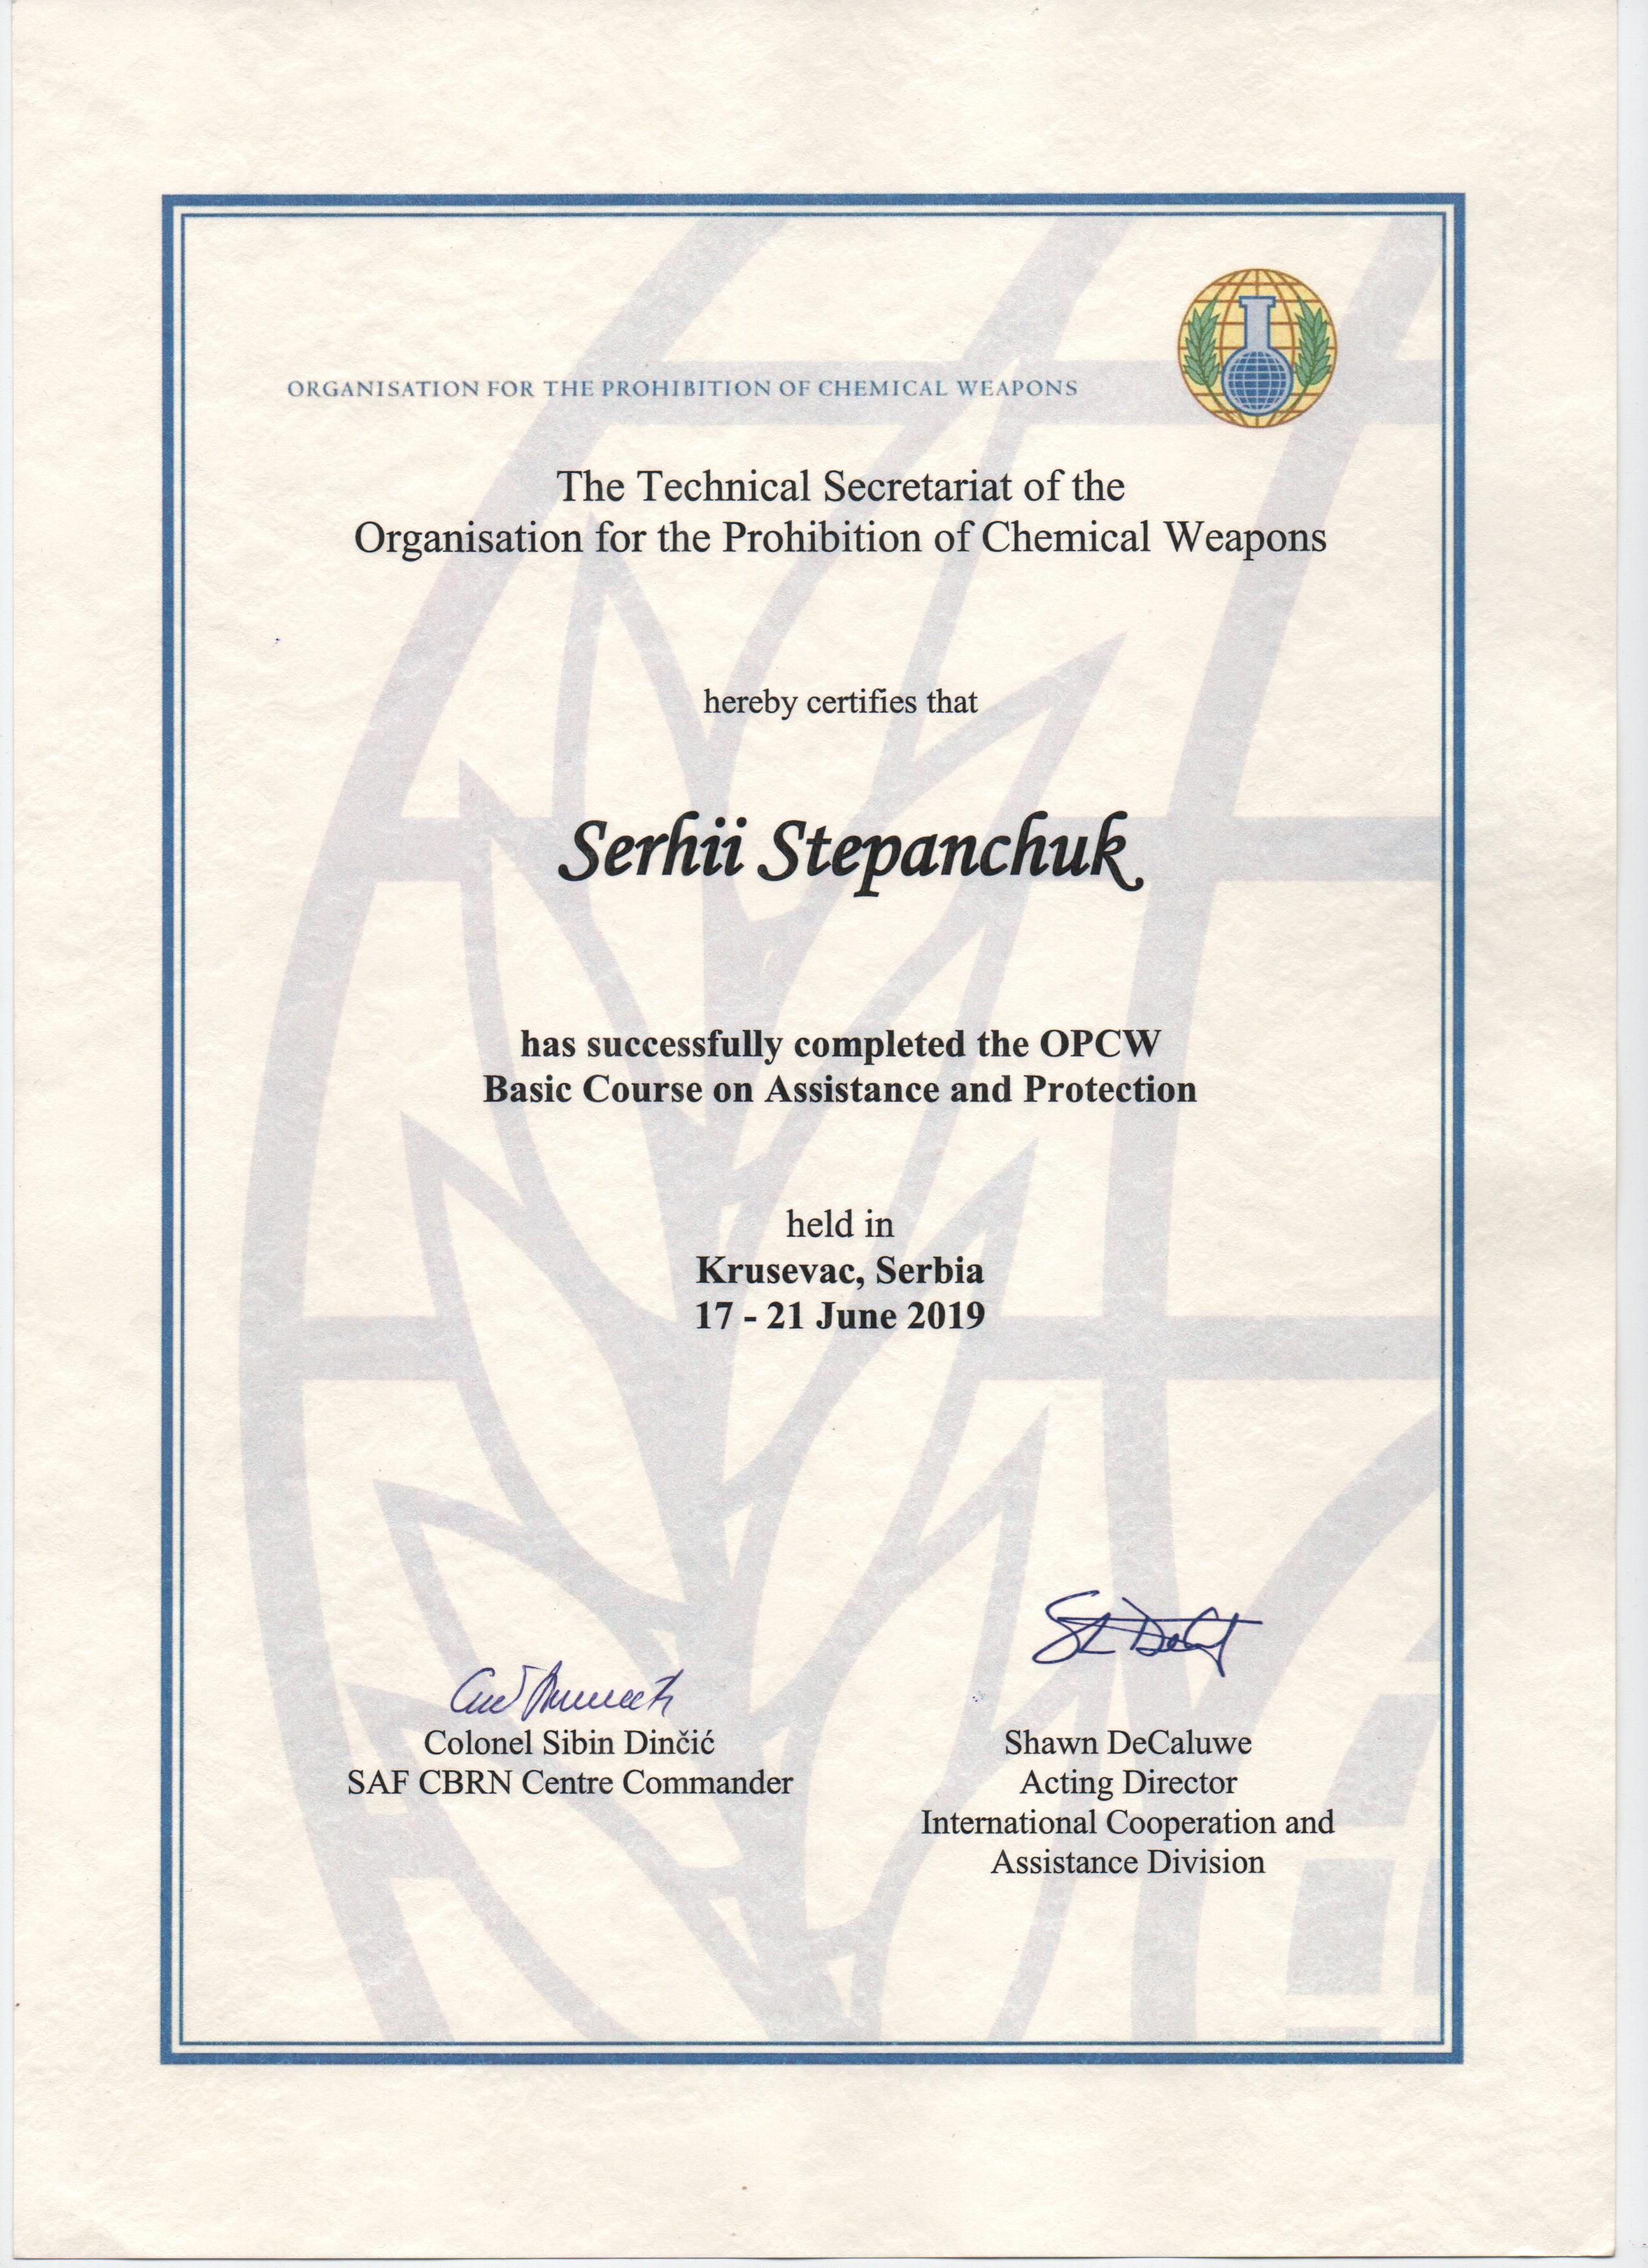 ORGANISATION FOR THE PROHIBITION OF CHEMICAL WEAPONS
The Technical Secretariat of the
Organisation for the Prohibition of Chemical Weapons
hereby certifies that
Serhii Stepanchuk
has successfully completed the OPCW
Basic Course on Assistance and Protection
held in
Krusevac, Serbia
17 - 21 June 2019
Colonel Sibin Dinčić
SAF CBRN Centre Commander
Shawn DeCaluwe
Acting Director
International Cooperation and
Assistance Division